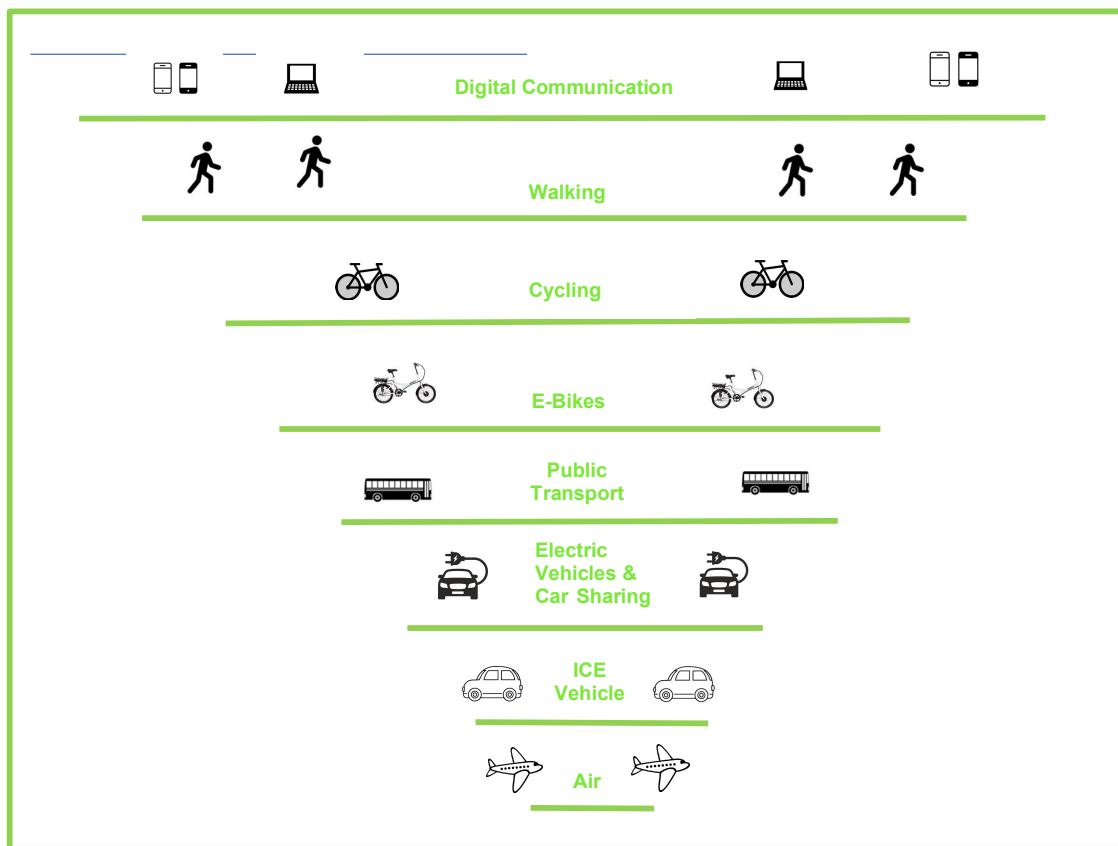 Digital Communication
Walking
Cycling
E-Bikes
Public
Transport
Electric
Vehicles &
Car Sharing
ICE
Vehicle
Air